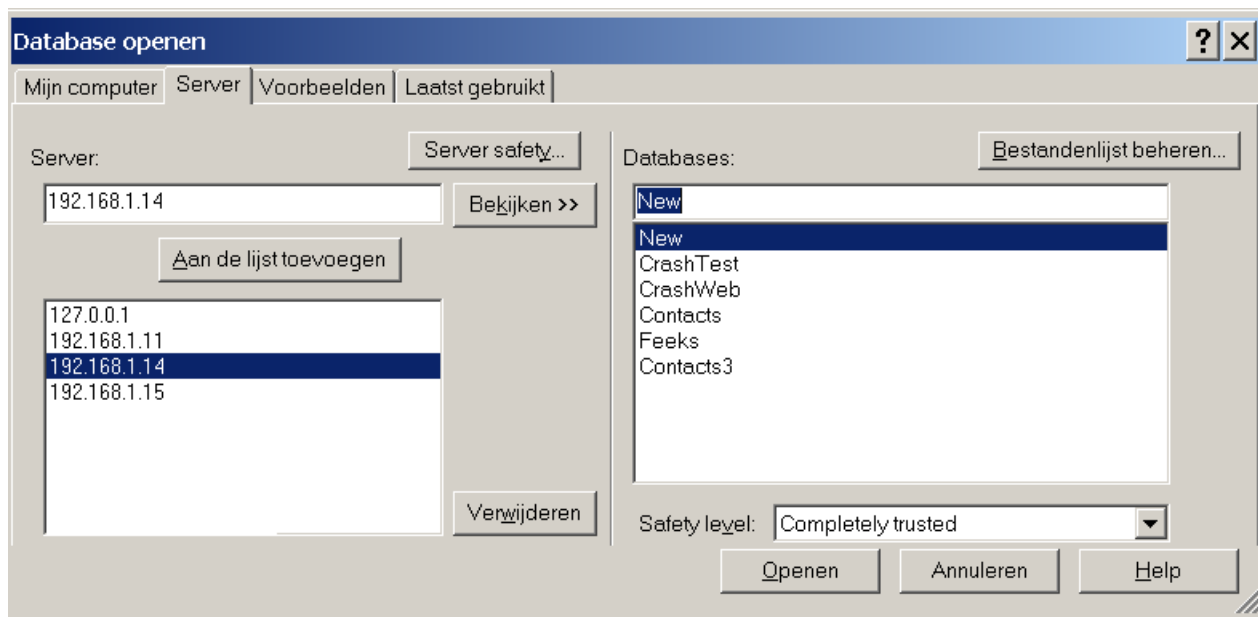 Database openen
Mijn computer Server Voorbeelden Laatst gebruikt
Server:
Server safety...
192.168.1.14
Bekijken >>
Aan de lijst toevoegen
127.0.0.1
192.168.1.11
192.168.1.14
192.168.1.15
Verwijderen
Databases:
Bestandenlijst beheren...
New
New
CrashTest
CrashWeb
Contacts
Feeks
Contacts3
Safety level: Completely trusted
Openen Annuleren Help